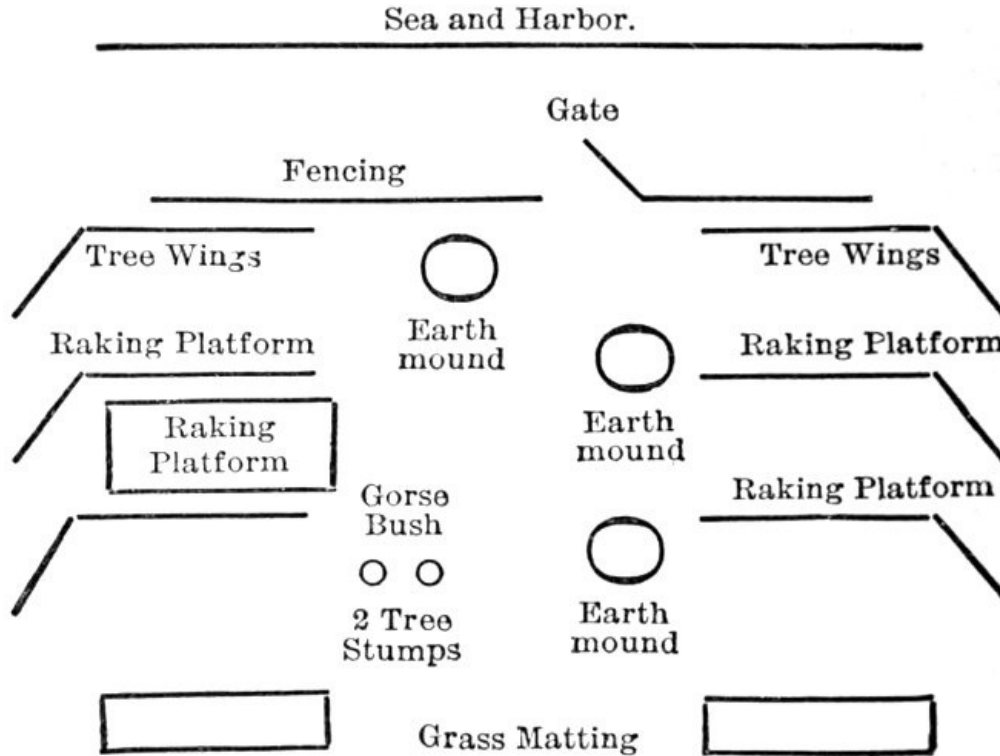 Sea and Harbor.
Gate
Fencing
Tree Wings
Tree Wings
Earth
mound
Raking Platform
Raking Platform
Earth
mound
Raking
Platform
Raking Platform
Gorse
Bush
2 Tree
Stumps
Earth
mound
Grass Matting